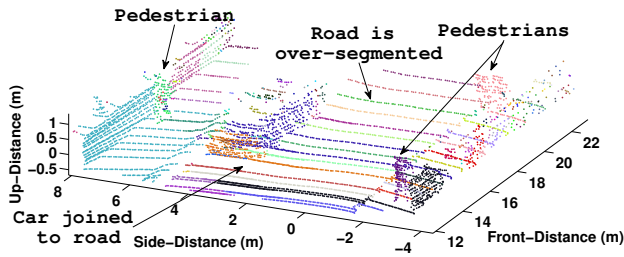 Pedestrian
Road is
over-segmented
Pedestrians
Up-Distance (m)
1
0.5
0
-0.5
8
6
4
2
0
-2
-4
Side-Distance (m)
12
14
16
18
20
22
Front-Distance (m)
Car joined
to road